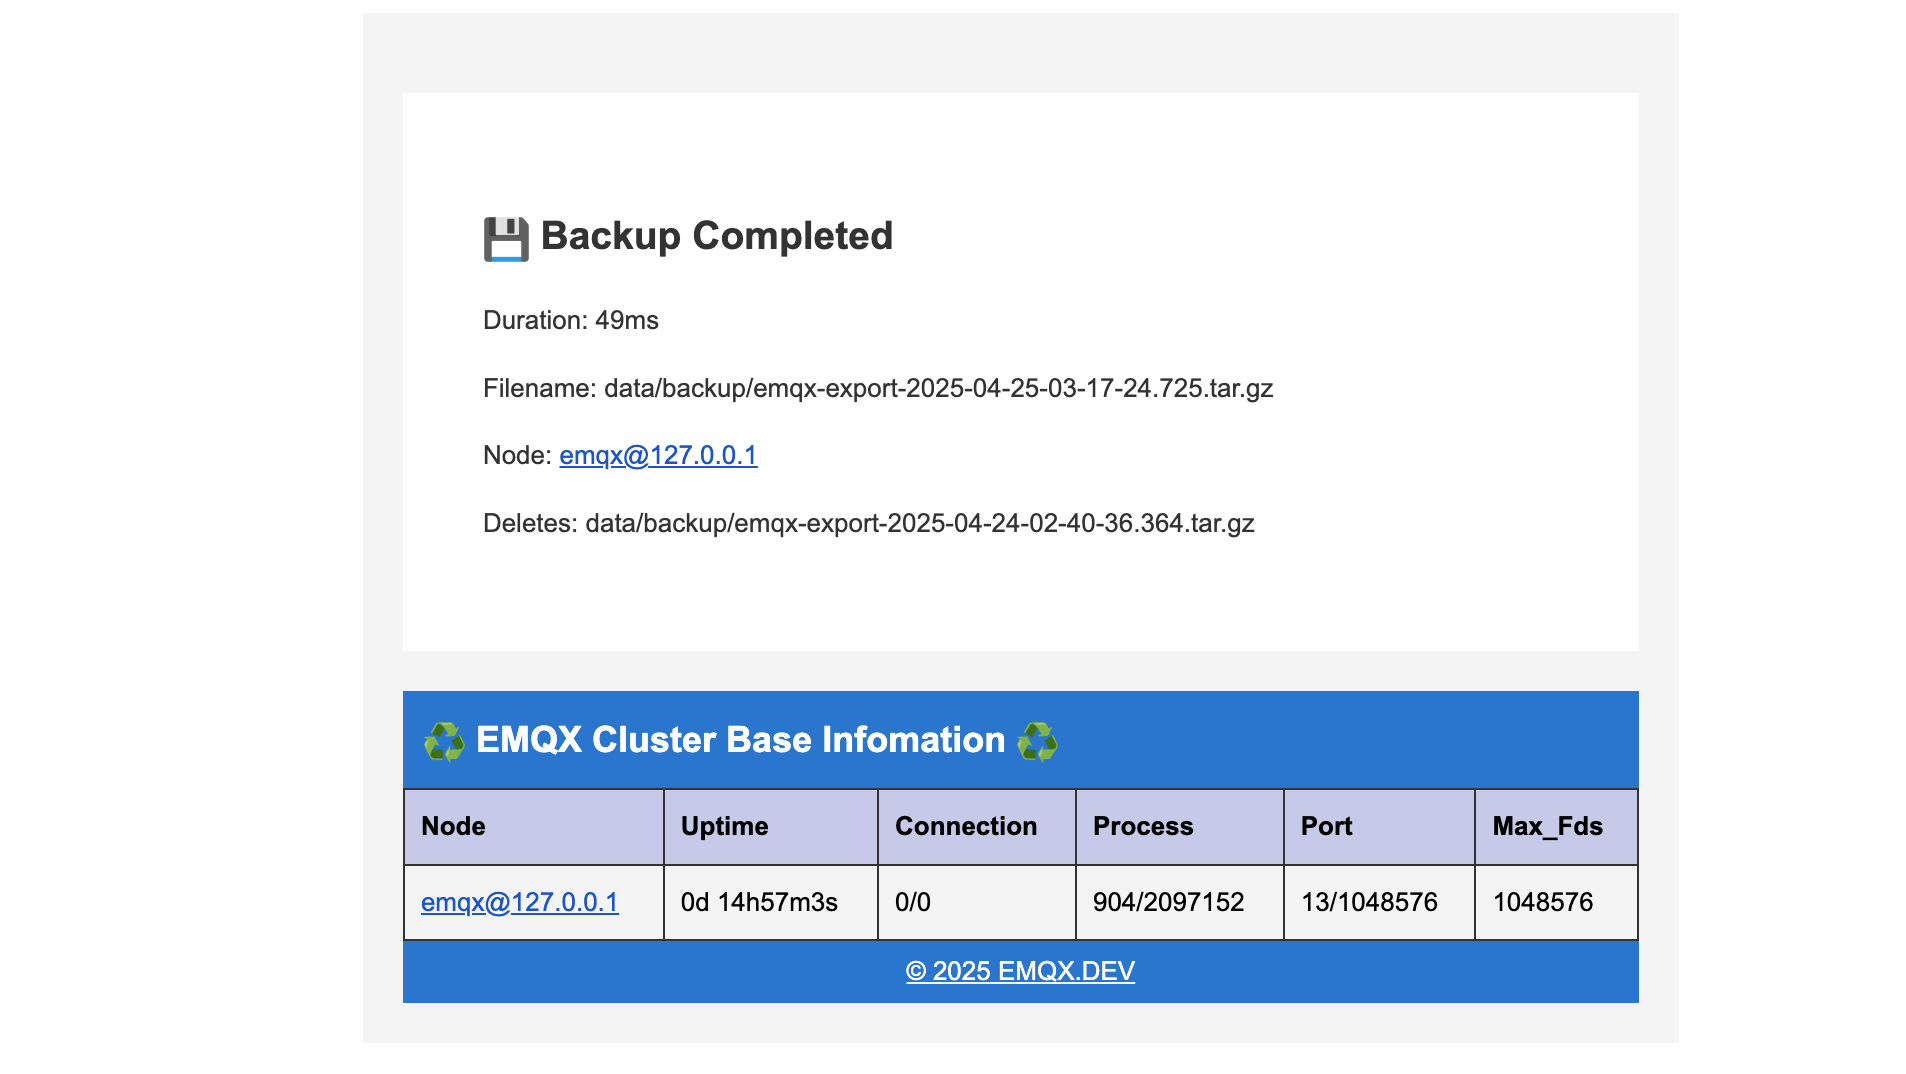 Backup Completed
Duration: 49ms
Filename: data/backup/emqx-export-2025-04-25-03-17-24.725.tar.gz
Node: emqx@127.0.0.1
Deletes: data/backup/emqx-export-2025-04-24-02-40-36.364.tar.gz
EMQX Cluster Base Infomation
Node Uptime Connection Process Port Max_Fds
emqx@127.0.0.1 0d 14h57m3s 0/0 904/2097152 13/1048576 1048576
© 2025 EMQX.DEV